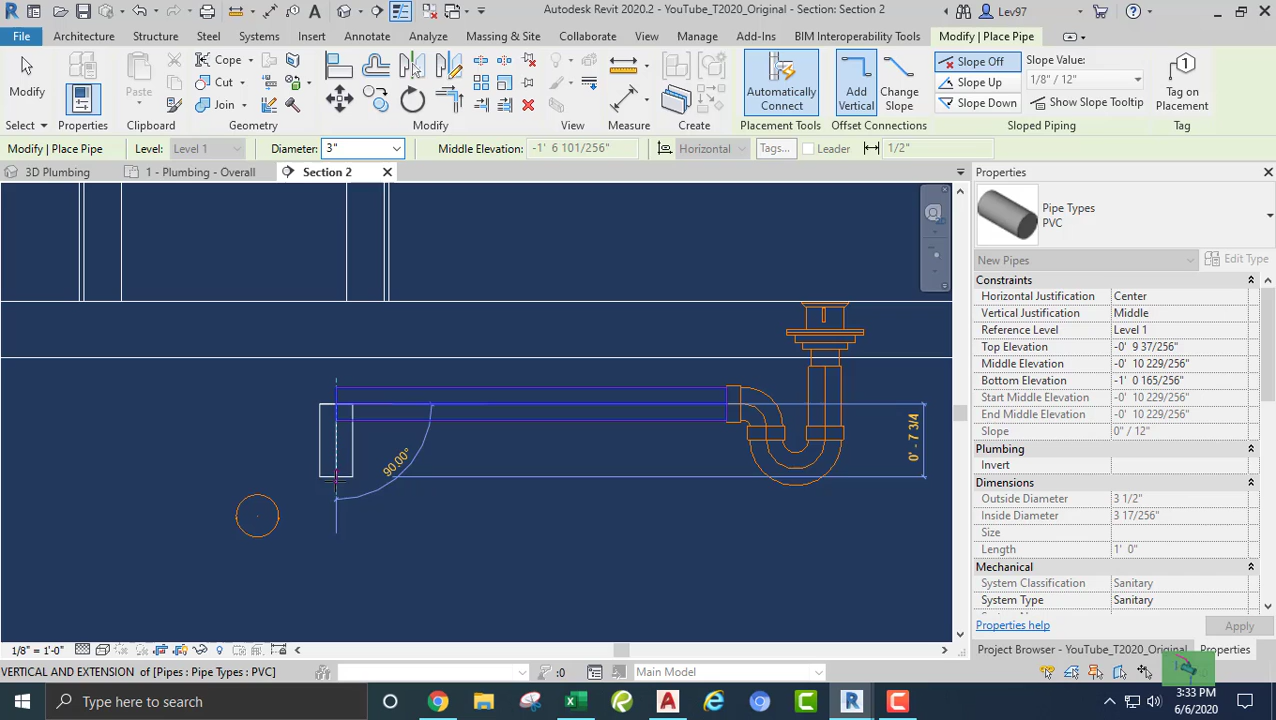 Autodesk Revit 2020.2 - YouTube_T2020_Original - Section: Section 2
Lev97
File Architecture Structure Steel Systems Insert Annotate Analyze Massing & Site Collaborate View Manage Add-Ins BIM Interoperability Tools Modify | Place Pipe
Modify
Select
Properties
Paste
Clipboard
Cope
Cut
Join
Geometry
Modify
View
Measure
Create
Automatically Connect
Placement Tools
Add Vertical
Change Slope
Offset Connections
Slope Off
Slope Up
Slope Down
Slope Value:
1/8" / 12"
Show Slope Tooltip
Sloped Piping
Tag on Placement
Tag
Modify | Place Pipe Level: Level 1 Diameter: 3" Middle Elevation: -1' 6 101/256" Horizontal Tags... Leader 1/2"
3D Plumbing 1 - Plumbing - Overall Section 2
2D
90.00°
0' - 7 3/4
Properties
Pipe Types
PVC
New Pipes Edit Type
Constraints
Horizontal Justification Center
Vertical Justification Middle
Reference Level Level 1
Top Elevation -0' 9 37/256"
Middle Elevation -0' 10 229/256"
Bottom Elevation -1' 0 165/256"
Start Middle Elevation -0' 10 229/256"
End Middle Elevation -0' 10 229/256"
Slope 0" / 12"
Plumbing
Invert
Dimensions
Outside Diameter 3 1/2"
Inside Diameter 3 17/256"
Size
Length 1' 0"
Mechanical
System Classification Sanitary
System Type Sanitary
Properties help Apply
Project Browser - YouTube_T2020_Original Properties
1/8" = 1'-0"
VERTICAL AND EXTENSION of [Pipes : Pipe Types : PVC] :0 Main Model
Type here to search
3:33 PM
6/6/2020